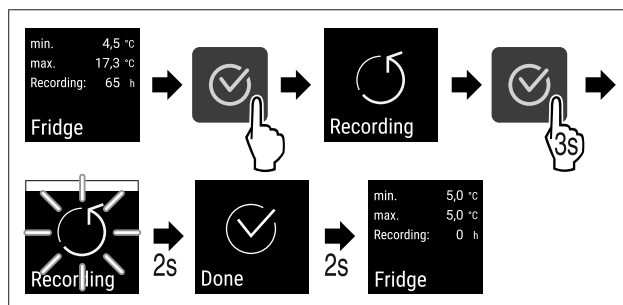 min. 4,5 °C
max. 17,3 °C
Recording: 65 h
Fridge
Recording
3s
Recording
2s
Done
2s
min. 5,0 °C
max. 5,0 °C
Recording: 0 h
Fridge